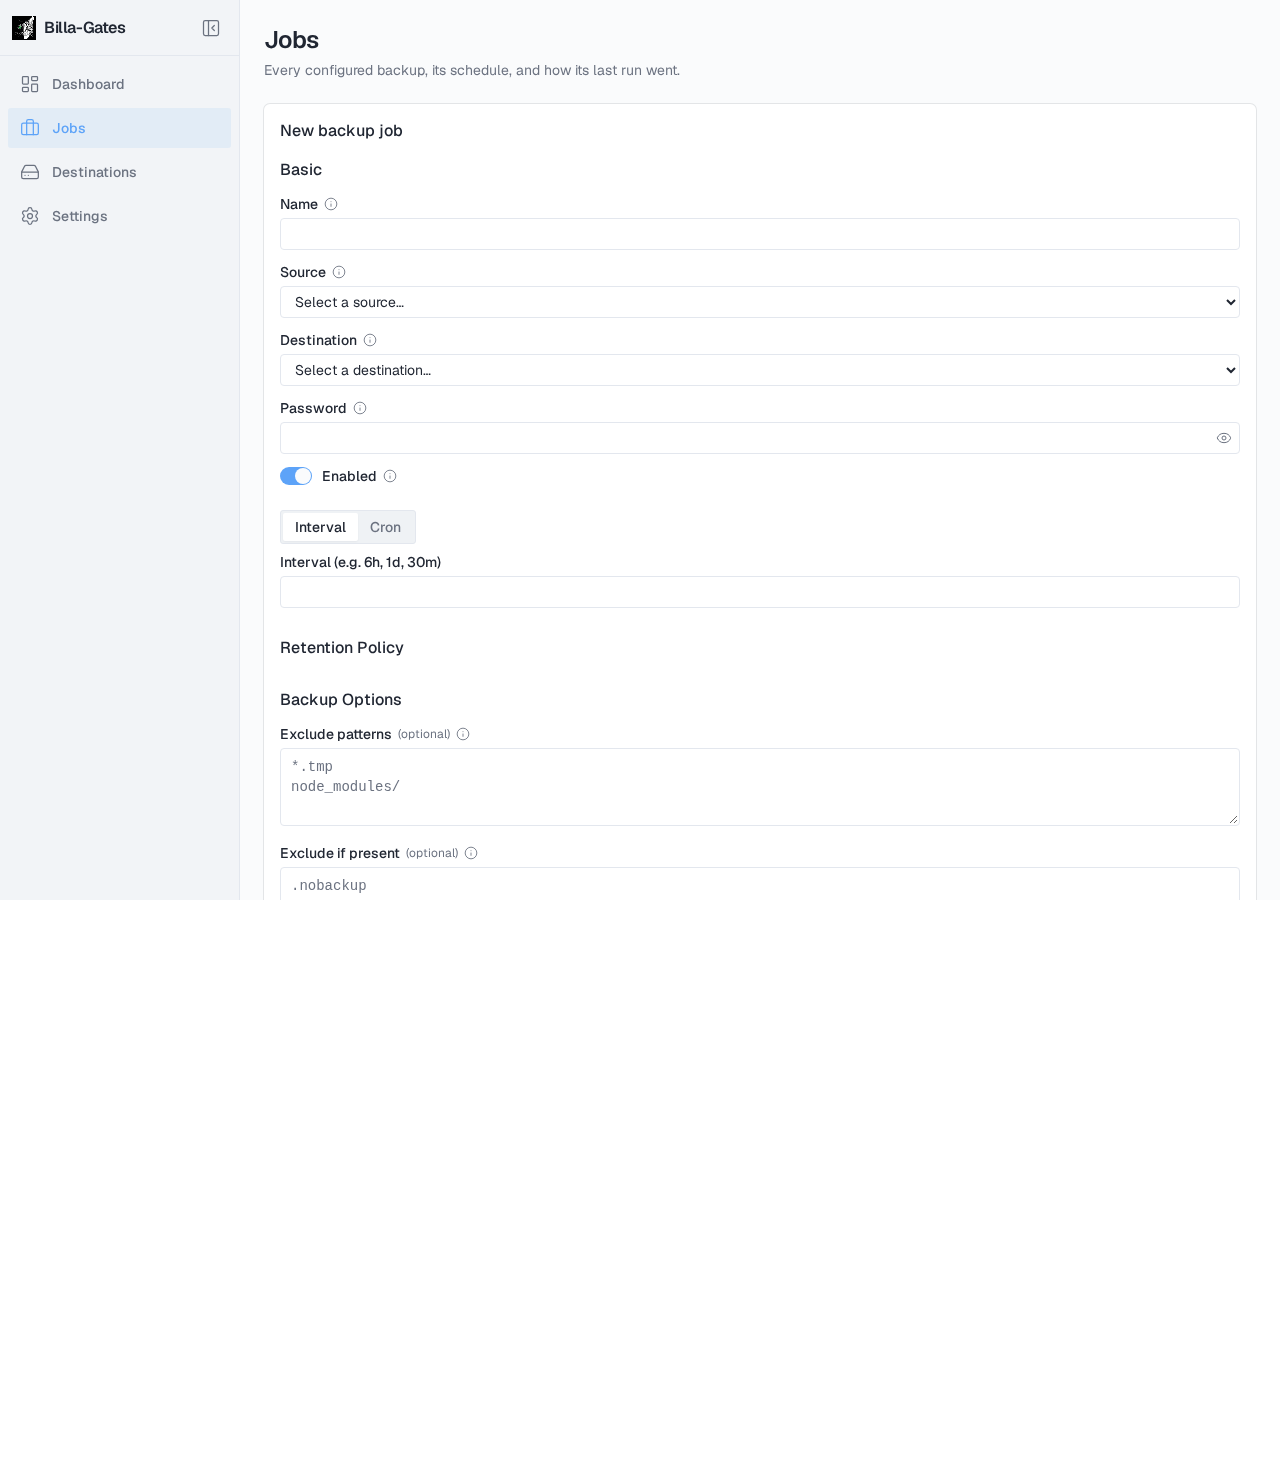 Billa-Gates
Dashboard
Jobs
Destinations
Settings
Jobs
Every configured backup, its schedule, and how its last run went.
New backup job
Basic
Name
Source
Select a source...
Destination
Select a destination...
Password
Enabled
Interval Cron
Interval (e.g. 6h, 1d, 30m)
Retention Policy
Backup Options
Exclude patterns (optional)
*.tmp
node_modules/
Exclude if present (optional)
.nobackup